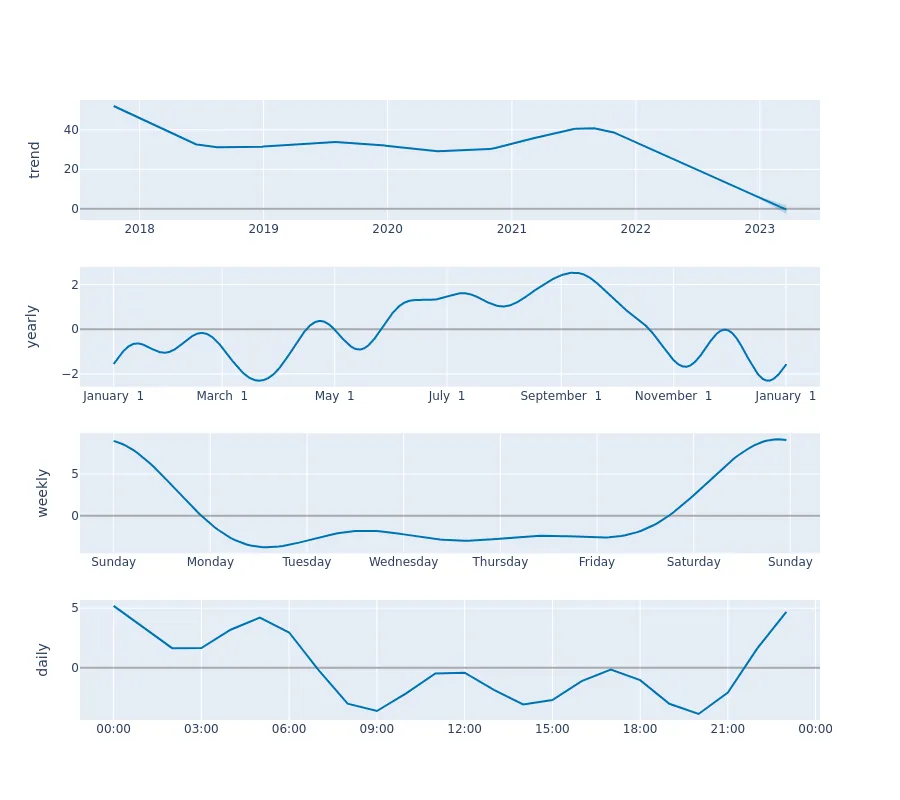 trend
40
20
0
2018 2019 2020 2021 2022 2023
yearly
2
0
−2
January 1 March 1 May 1 July 1 September 1 November 1 January 1
weekly
5
0
Sunday Monday Tuesday Wednesday Thursday Friday Saturday Sunday
daily
5
0
00:00 03:00 06:00 09:00 12:00 15:00 18:00 21:00 00:00